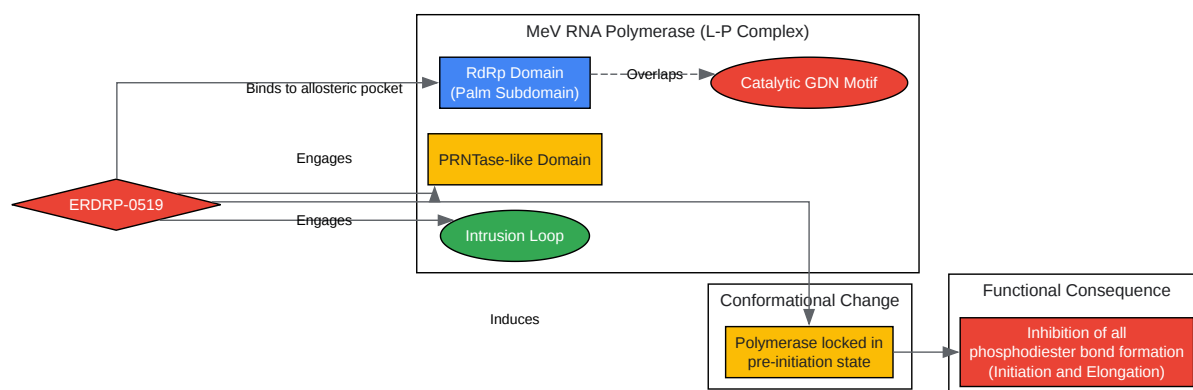 MeV RNA Polymerase (L-P Complex)
RdRp Domain
(Palm Subdomain)
Overlaps
Catalytic GDN Motif
Binds to allosteric pocket
Engages
PRNTase-like Domain
ERDRP-0519
Engages
Intrusion Loop
Induces
Conformational Change
Polymerase locked in
pre-initiation state
Functional Consequence
Inhibition of all
phosphodiester bond formation
(Initiation and Elongation)